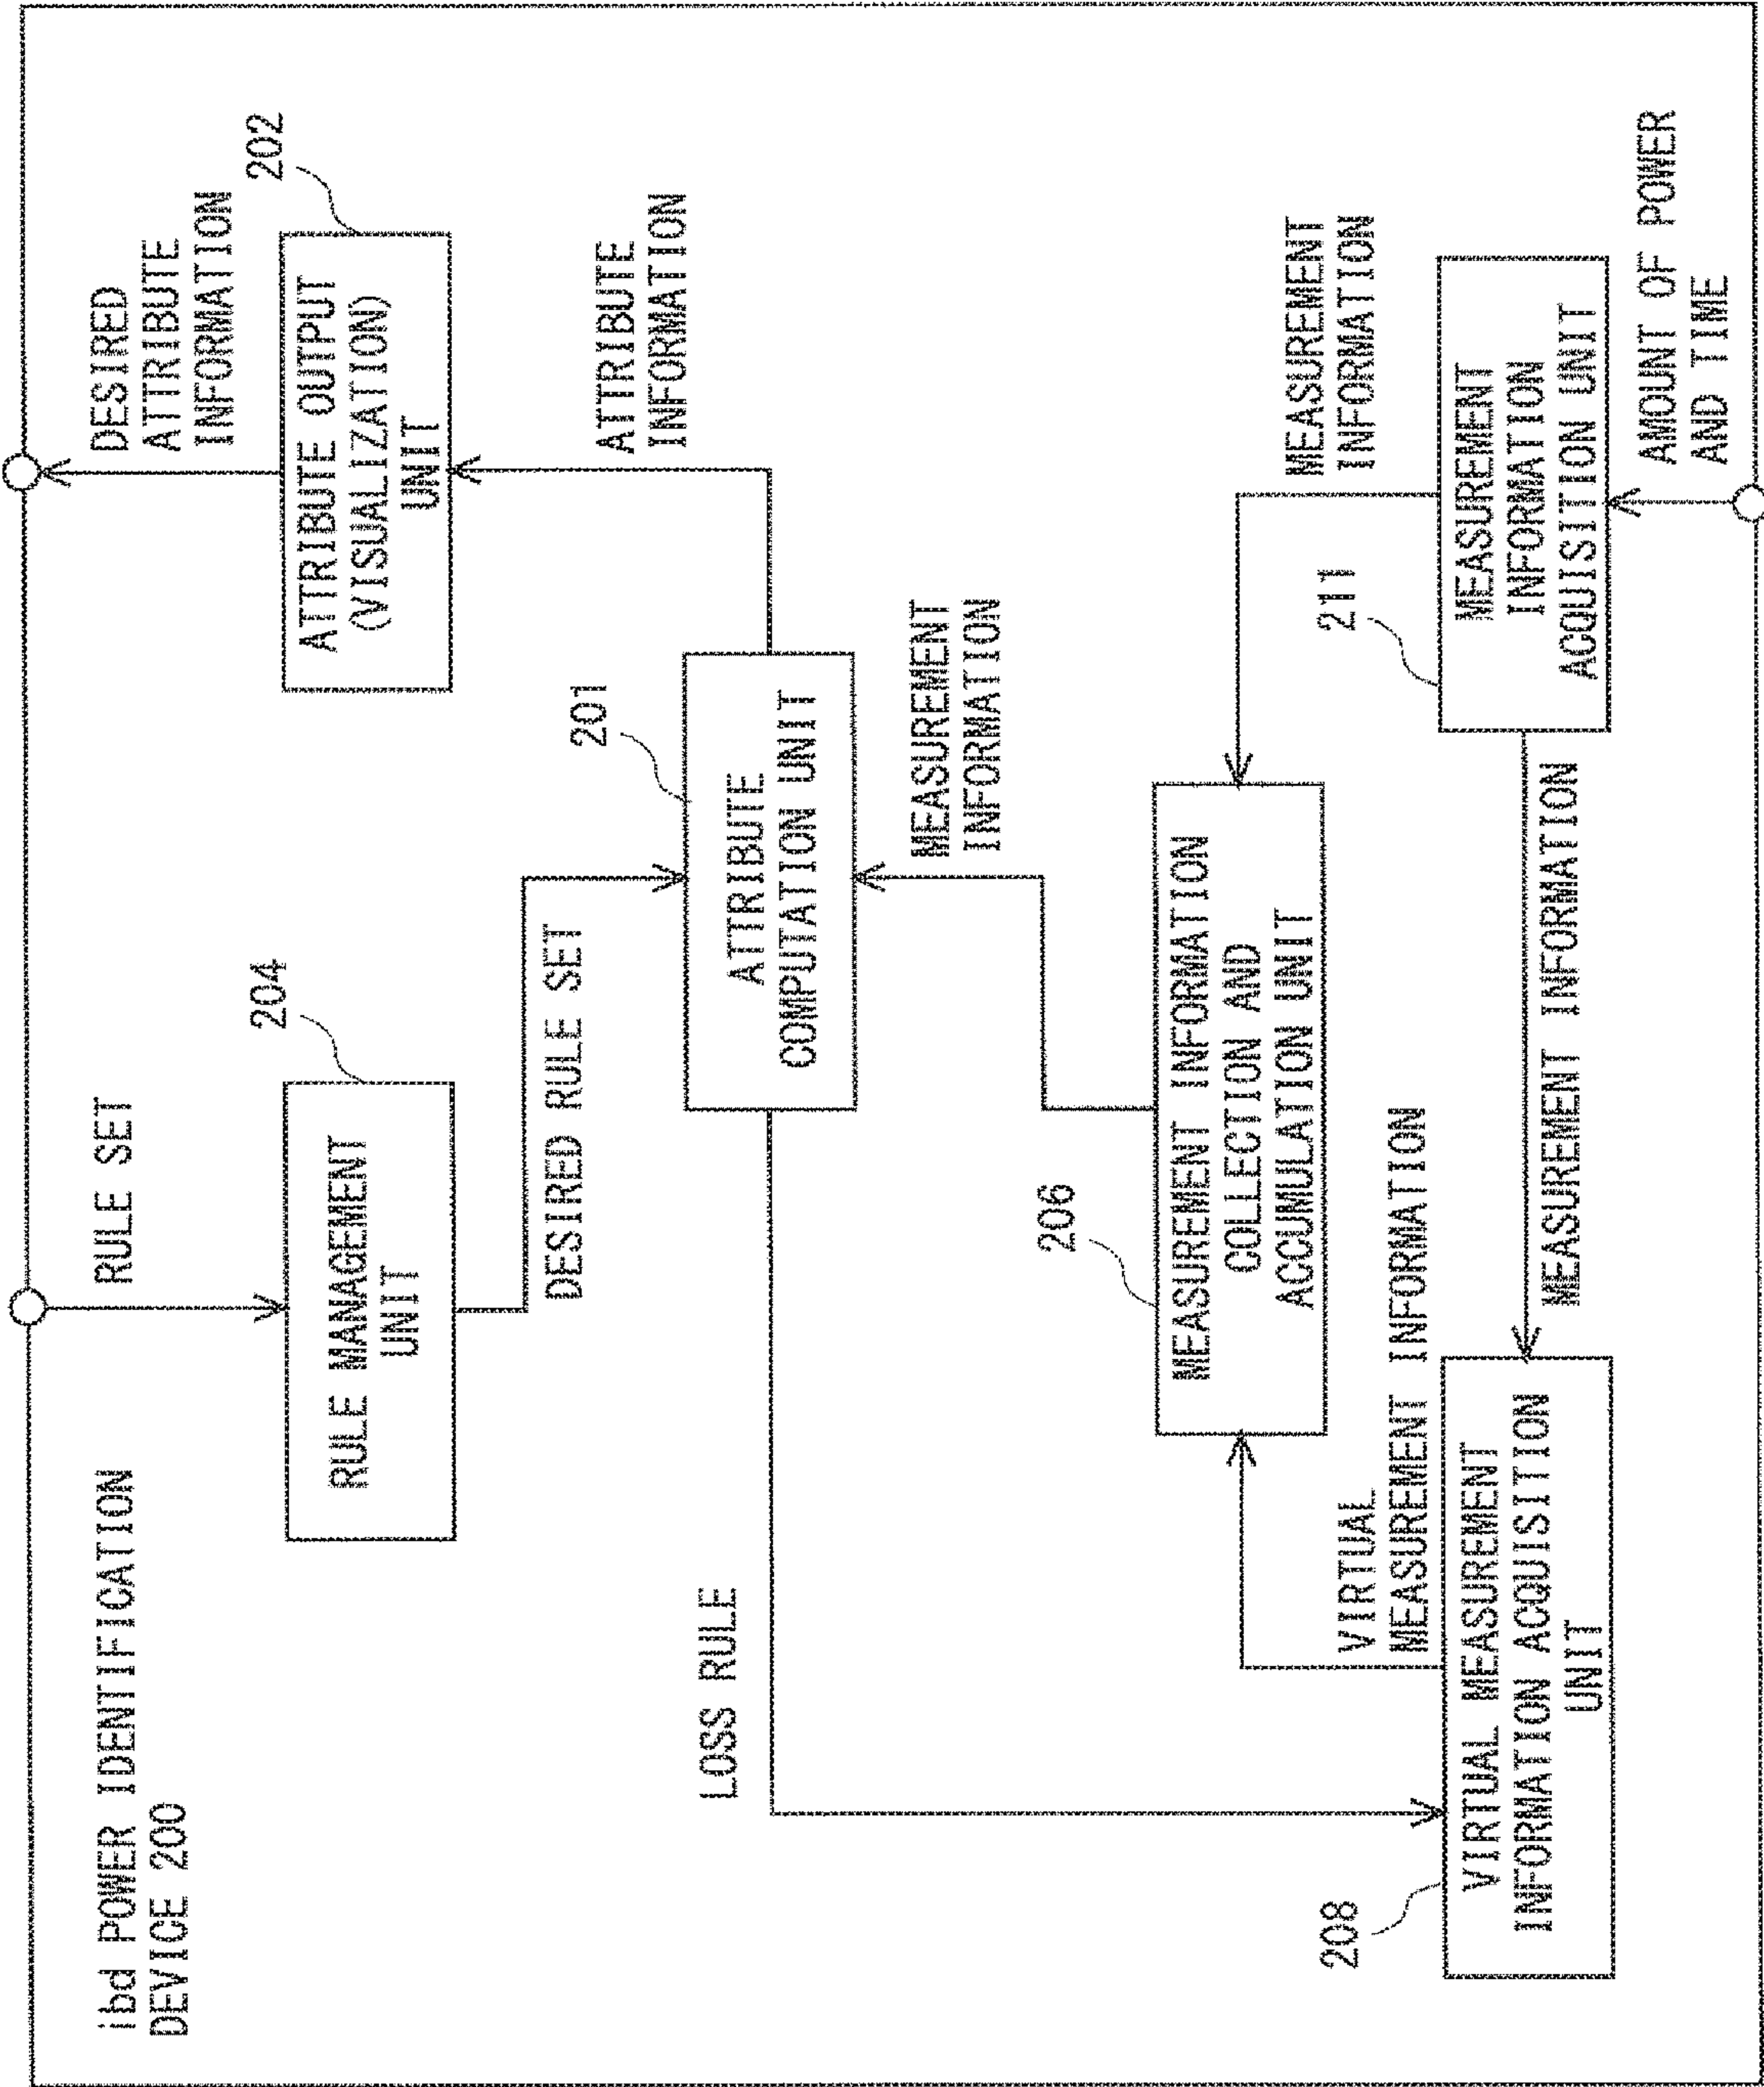 ibd POWER IDENTIFICATION
DEVICE 200
RULE SET
DESIRED
ATTRIBUTE
INFORMATION
204
202
RULE MANAGEMENT
UNIT
ATTRIBUTE OUTPUT
(VISUALIZATION)
UNIT
DESIRED RULE SET
201
ATTRIBUTE
INFORMATION
LOSS RULE
ATTRIBUTE
COMPUTATION UNIT
MEASUREMENT
INFORMATION
206
MEASUREMENT INFORMATION
COLLECTION AND
ACCUMULATION UNIT
MEASUREMENT
INFORMATION
208
VIRTUAL
MEASUREMENT INFORMATION
211
VIRTUAL MEASUREMENT
INFORMATION ACQUISITION
UNIT
MEASUREMENT INFORMATION
MEASUREMENT
INFORMATION
ACQUISITION UNIT
AMOUNT OF POWER
AND TIME